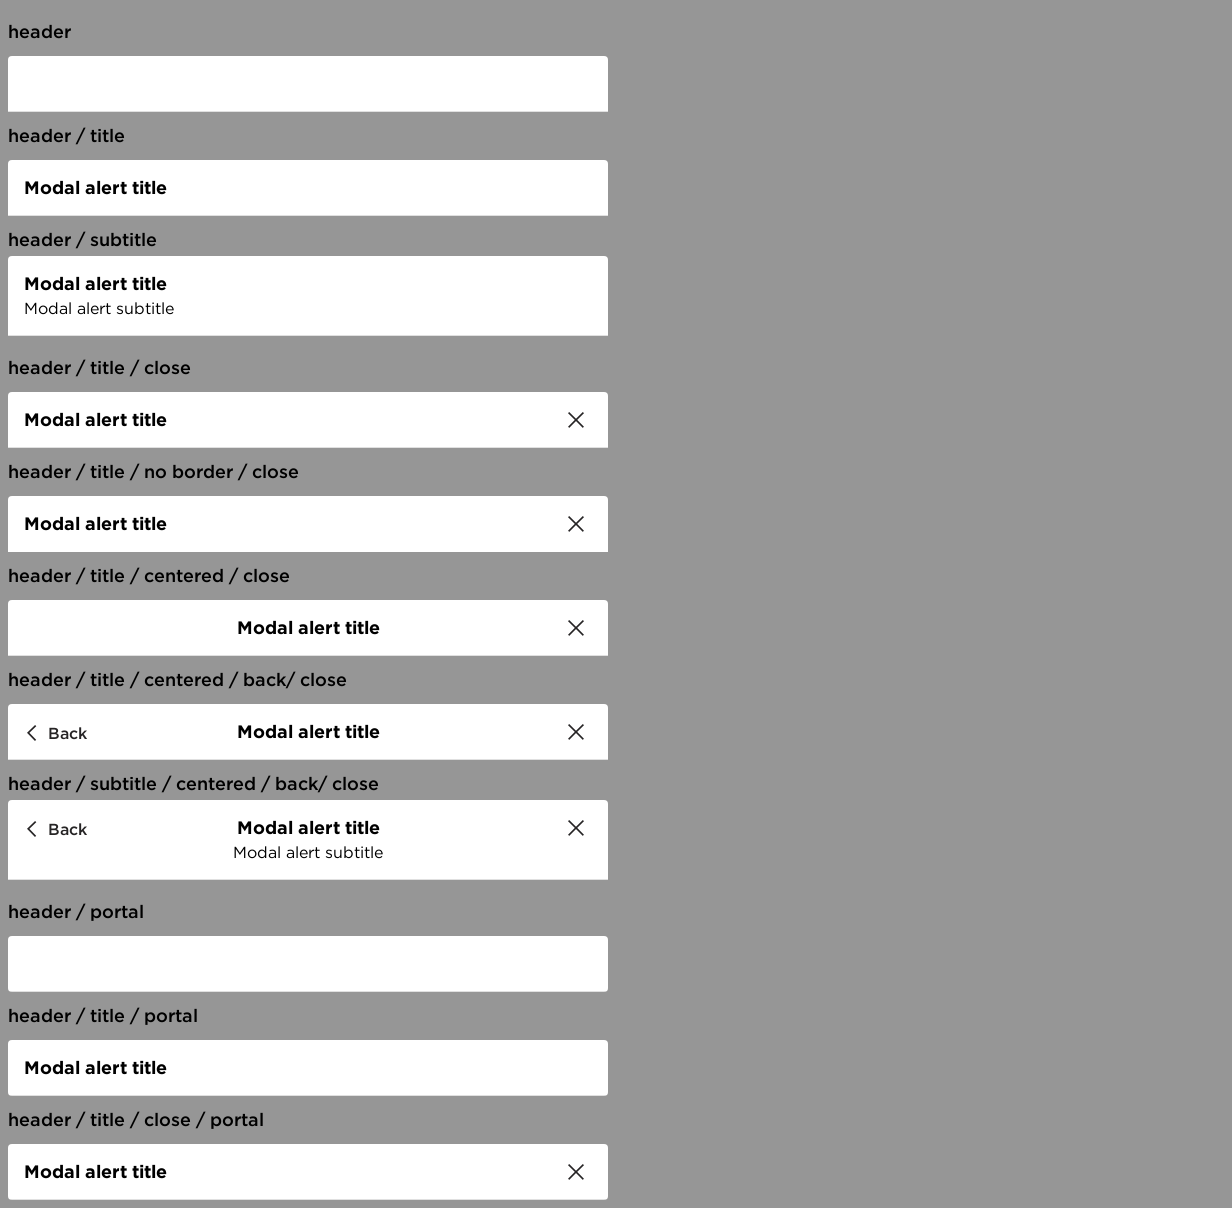 header
header / title
Modal alert title
header / subtitle
Modal alert title
Modal alert subtitle
header / title / close
Modal alert title
header / title / no border / close
Modal alert title
header / title / centered / close
Modal alert title
header / title / centered / back/ close
Back Modal alert title
header / subtitle / centered / back/ close
Back Modal alert title
Modal alert subtitle
header / portal
header / title / portal
Modal alert title
header / title / close / portal
Modal alert title